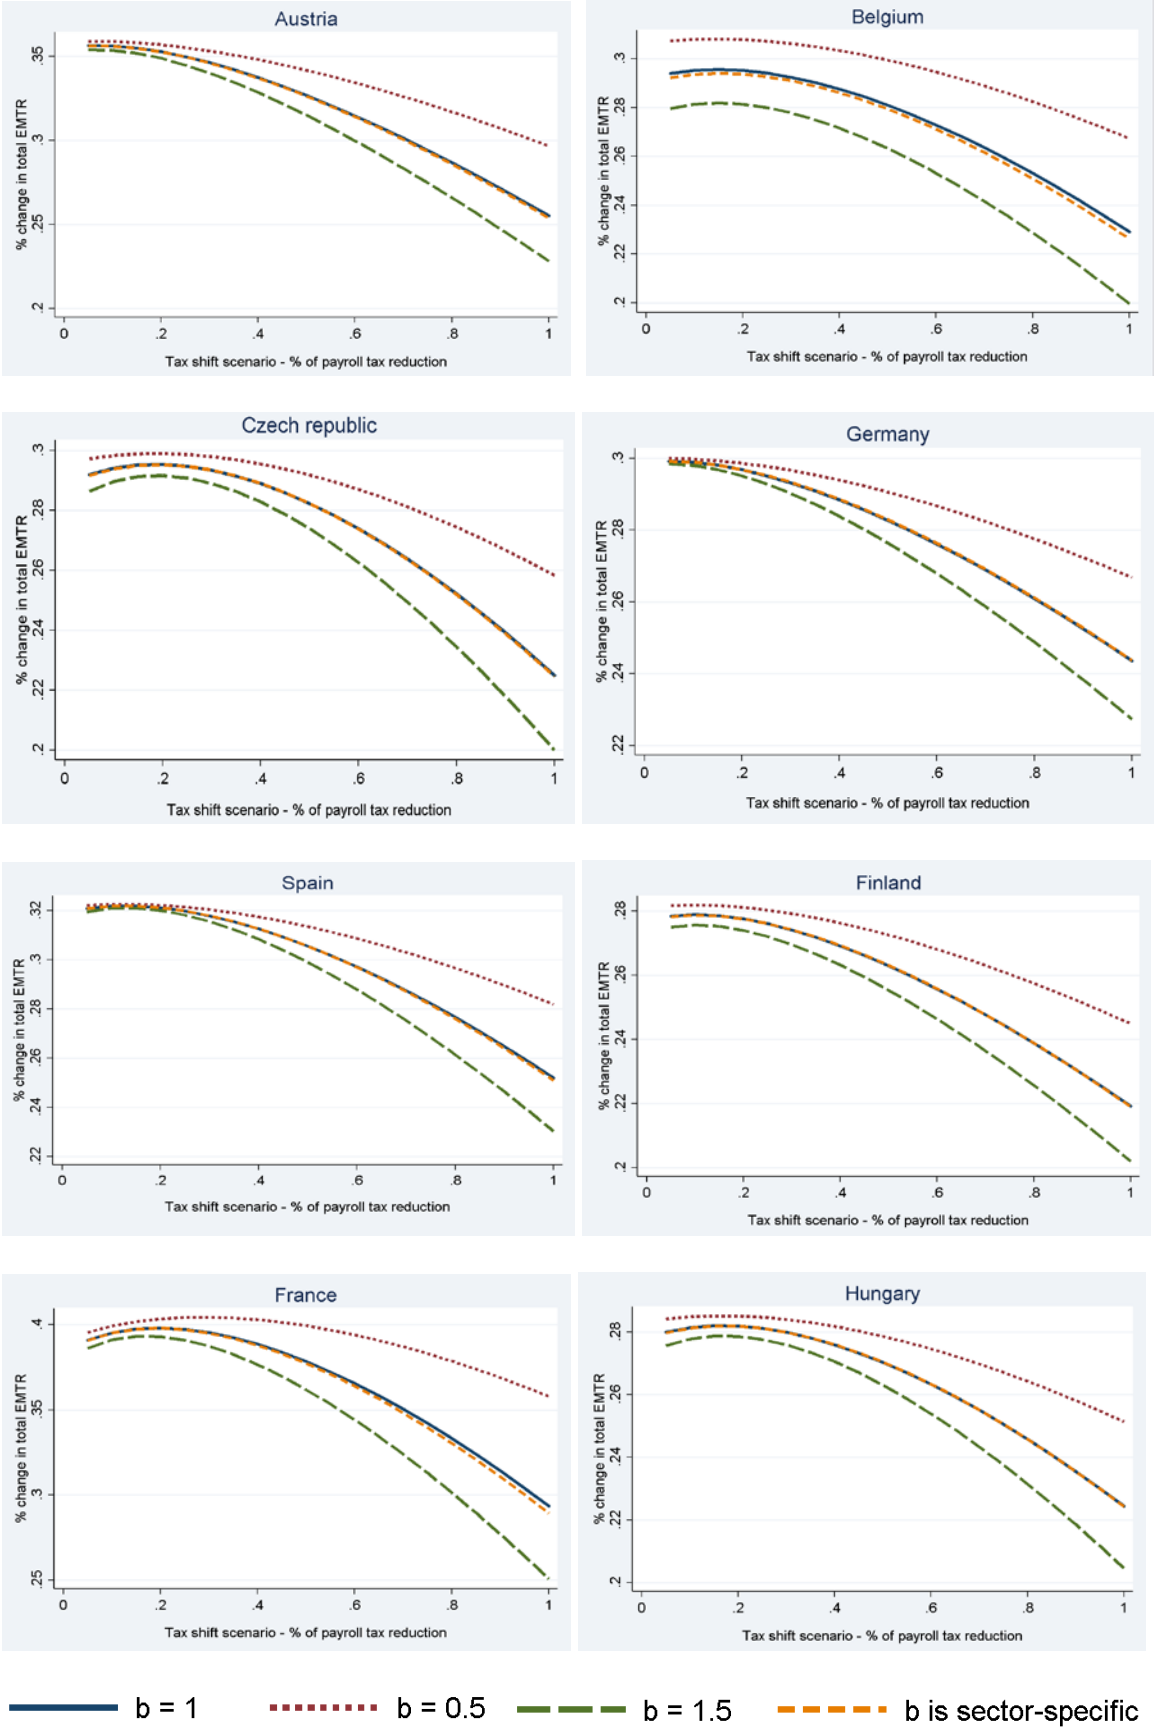 Austria
% change in total EMTR
.35
.3
.25
.2
0 .2 .4 .6 .8 1
Tax shift scenario - % of payroll tax reduction
Belgium
% change in total EMTR
.3
.28
.26
.24
.22
.2
0 .2 .4 .6 .8 1
Tax shift scenario - % of payroll tax reduction
Czech republic
% change in total EMTR
.3
.28
.26
.24
.22
.2
0 .2 .4 .6 .8 1
Tax shift scenario - % of payroll tax reduction
Germany
% change in total EMTR
.3
.28
.26
.24
.22
0 .2 .4 .6 .8 1
Tax shift scenario - % of payroll tax reduction
Spain
% change in total EMTR
.32
.3
.28
.26
.24
.22
0 .2 .4 .6 .8 1
Tax shift scenario - % of payroll tax reduction
Finland
% change in total EMTR
.28
.26
.24
.22
.2
0 .2 .4 .6 .8 1
Tax shift scenario - % of payroll tax reduction
France
% change in total EMTR
.4
.35
.3
.25
0 .2 .4 .6 .8 1
Tax shift scenario - % of payroll tax reduction
Hungary
% change in total EMTR
.28
.26
.24
.22
.2
0 .2 .4 .6 .8 1
Tax shift scenario - % of payroll tax reduction
b = 1 b = 0.5 b = 1.5 b is sector-specific